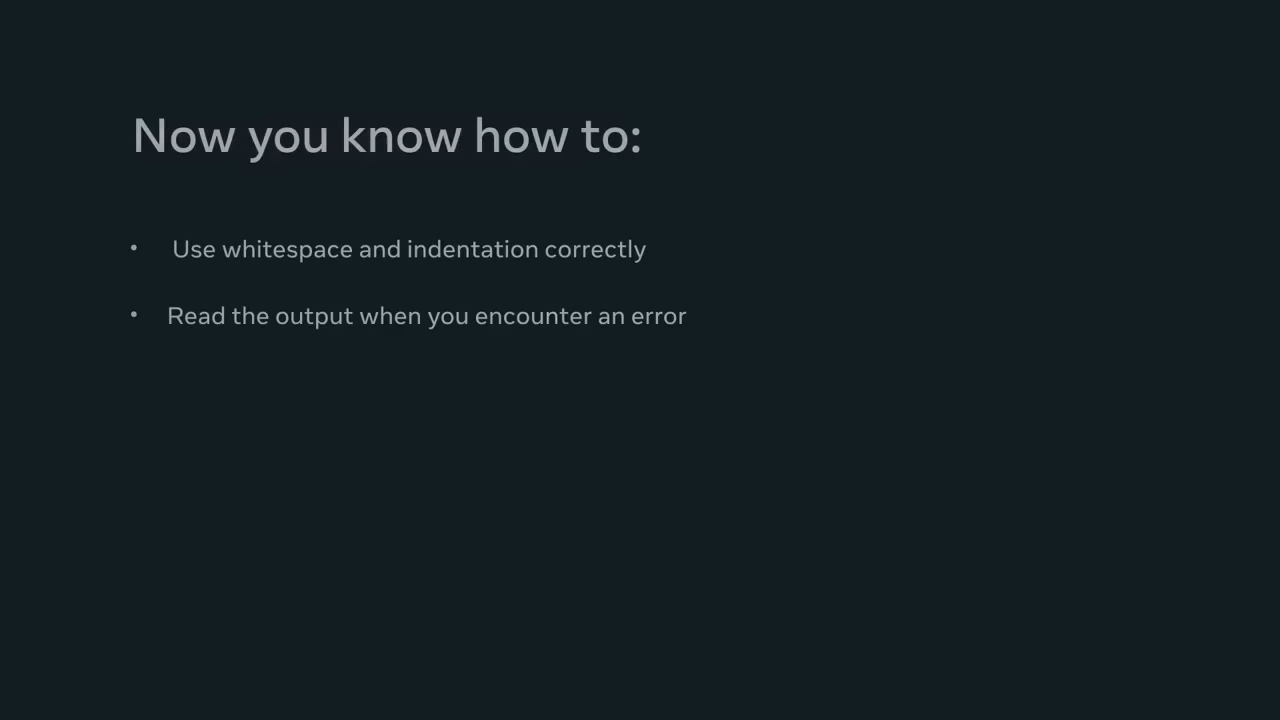 Now you know how to:
• Use whitespace and indentation correctly
• Read the output when you encounter an error